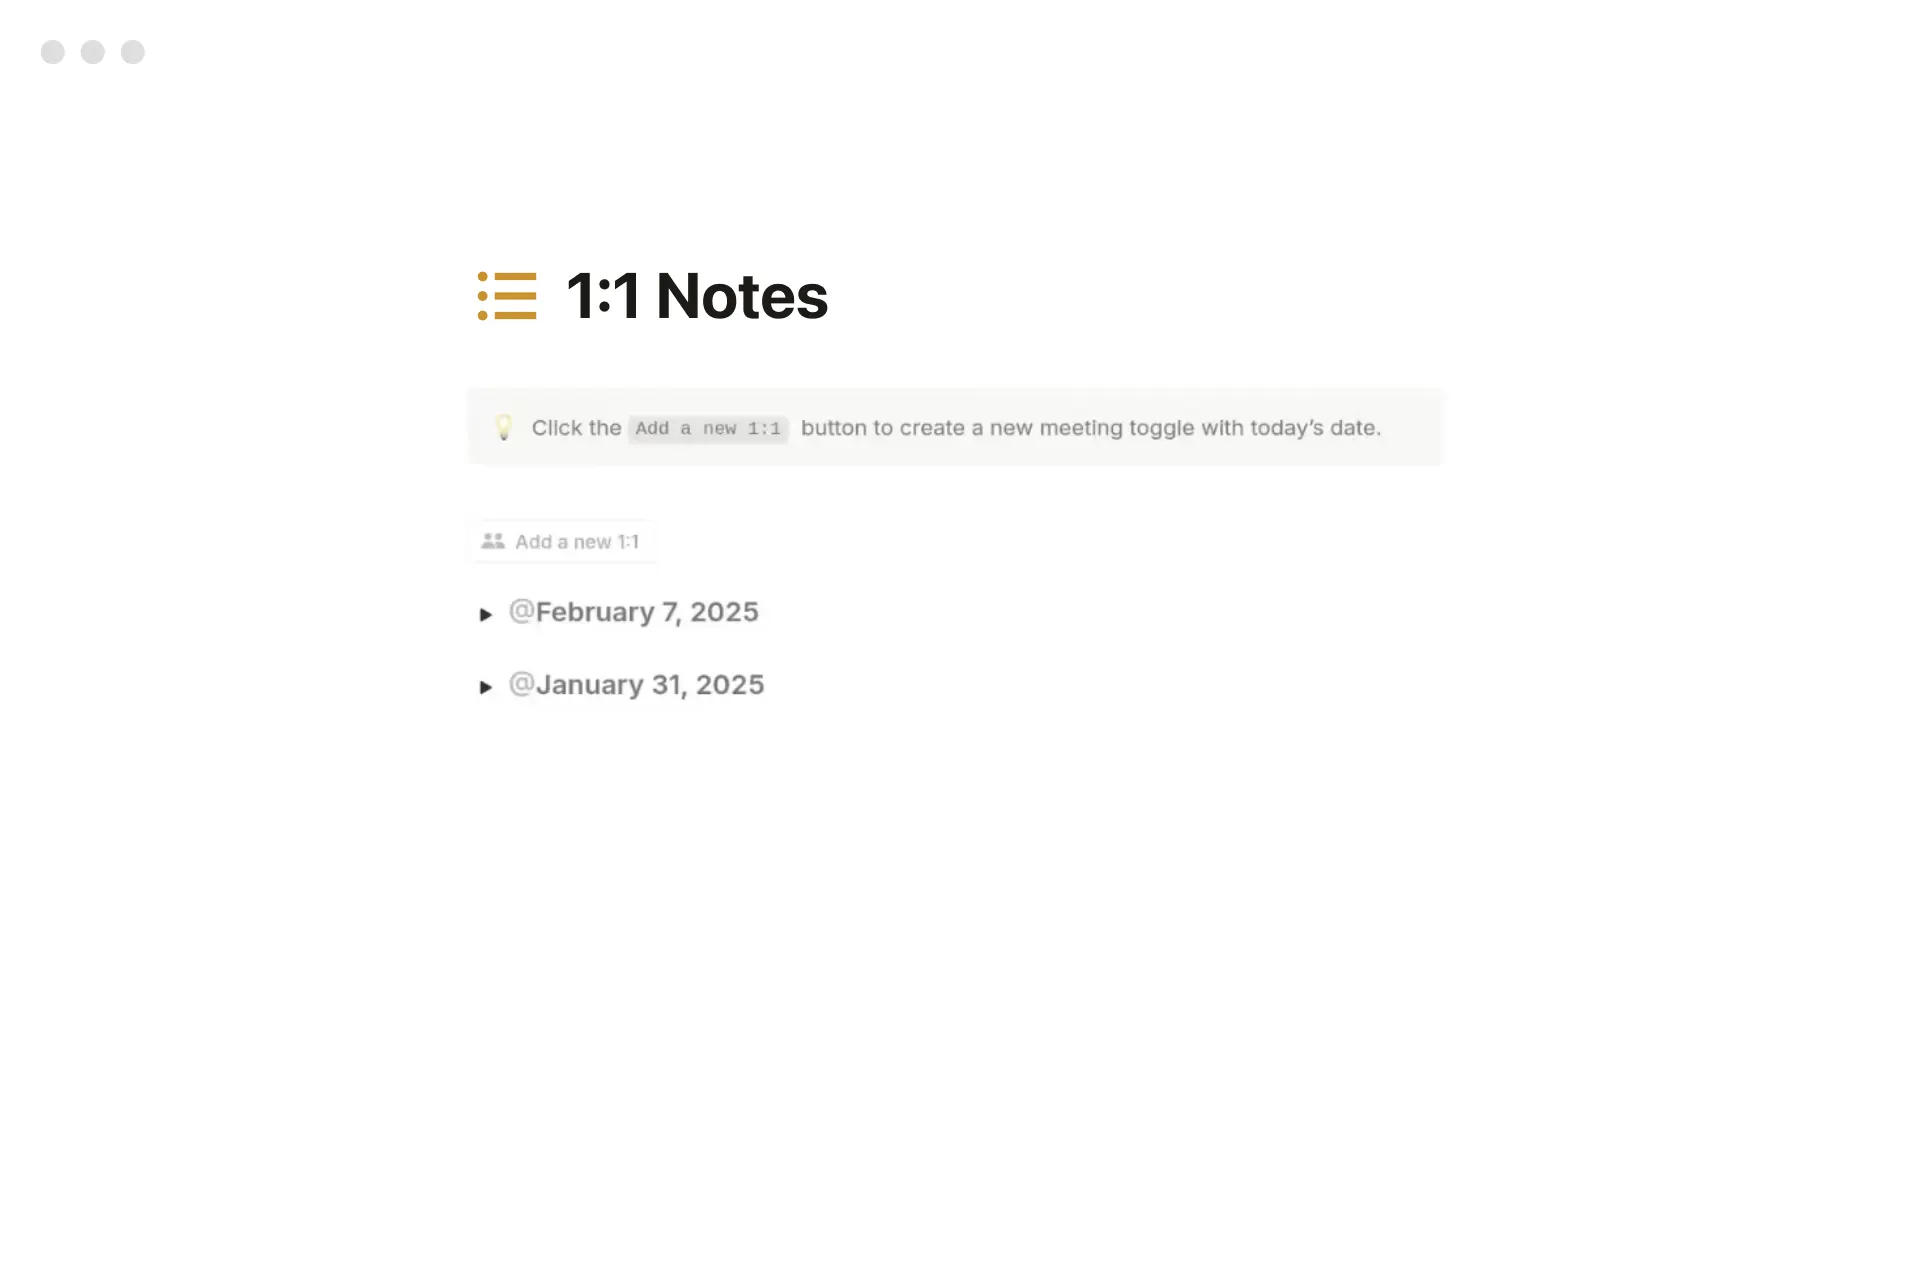 1:1 Notes
Click the Add a new 1:1 button to create a new meeting toggle with today’s date.
Add a new 1:1
@February 7, 2025
@January 31, 2025